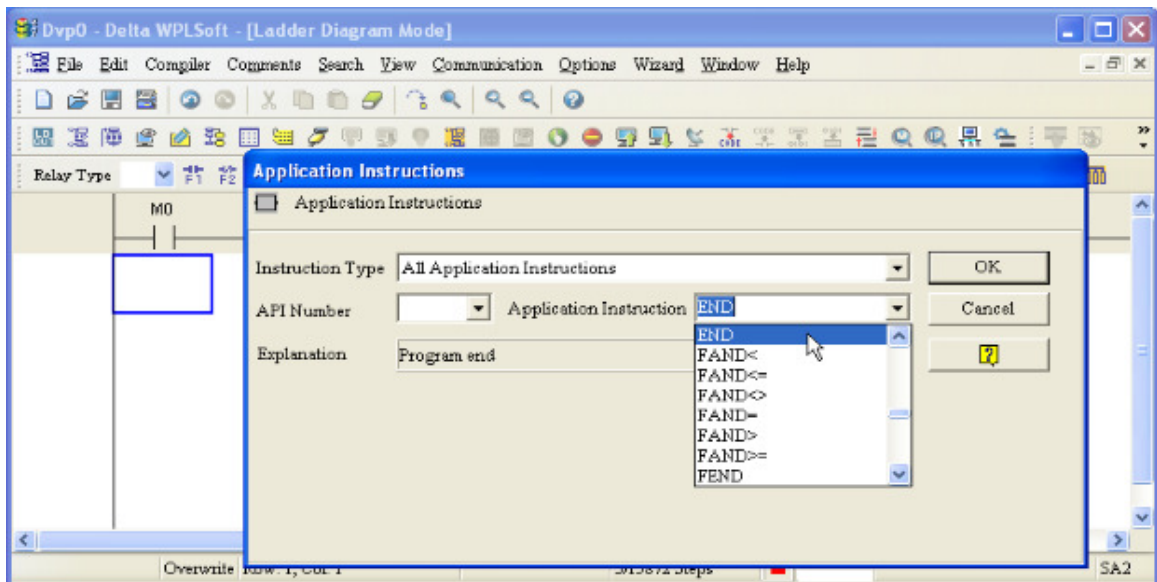 Dvp0 - Delta WPLSoft - [Ladder Diagram Mode]
File Edit Compiler Comments Search View Communication Options Wizard Window Help
Relay Type F1 F2
Application Instructions
Application Instructions
M0
Instruction Type All Application Instructions OK
API Number Application Instruction END Cancel
Explanation Program end
END
FAND<
FAND<=
FAND<>
FAND=
FAND>
FAND>=
FEND
Overwrite SA2